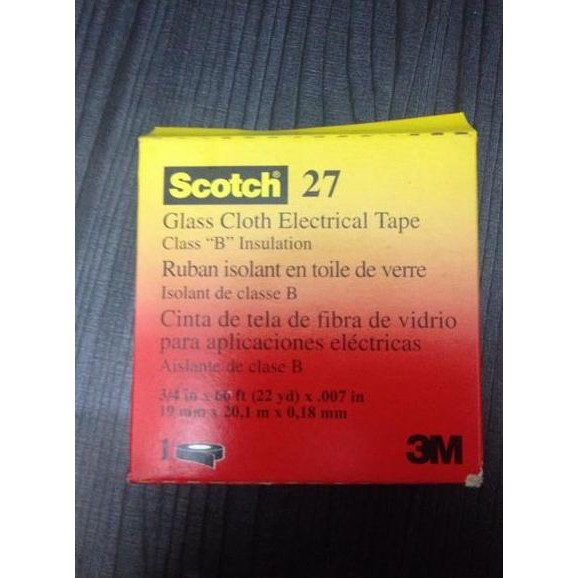 Scotch 27
Glass Cloth Electrical Tape
Class "B" Insulation
Ruban isolant en toile de verre
Isolant de classe B
Cinta de tela de fibra de vidrio
para aplicaciones eléctricas
Aislante de clase B
3/4 in x 66 ft (22 yd) x .007 in
19 mm x 20,1 m x 0,18 mm
1 3M